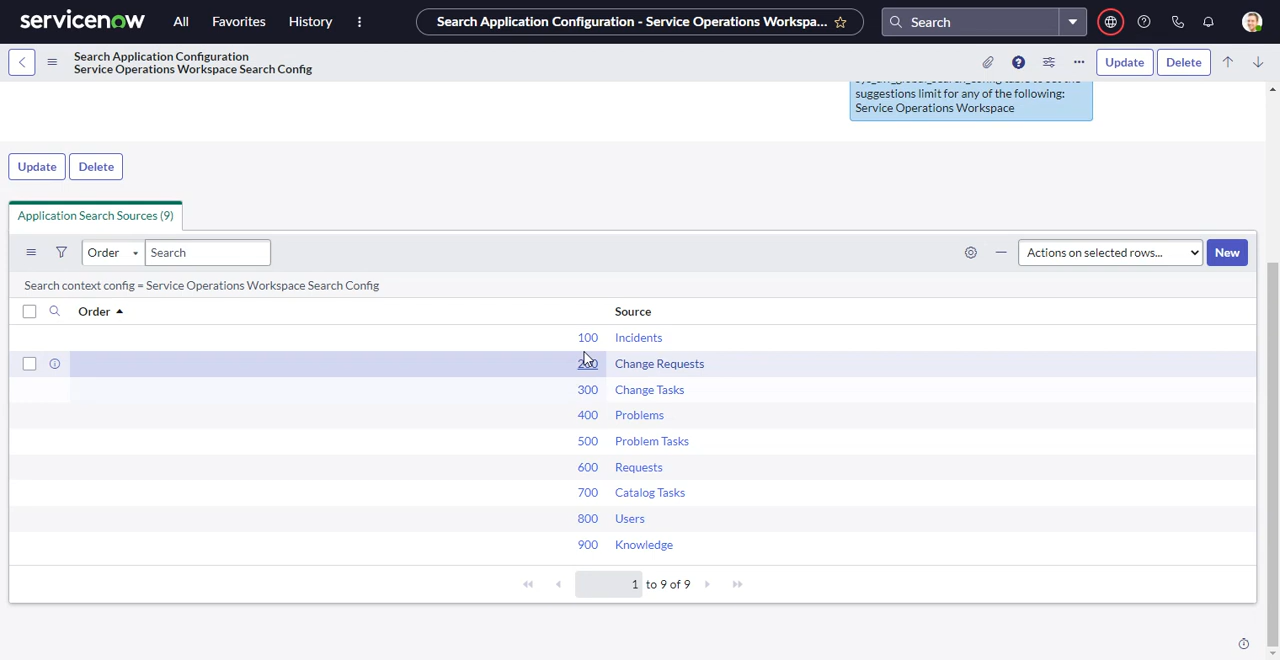 servicenow All Favorites History Search Application Configuration - Service Operations Workspa... Search
Search Application Configuration
Service Operations Workspace Search Config
Update Delete
suggestions limit for any of the following:
Service Operations Workspace
Update Delete
Application Search Sources (9)
Order Search Actions on selected rows... New
Search context config = Service Operations Workspace Search Config
Order Source
100 Incidents
Change Requests
300 Change Tasks
400 Problems
500 Problem Tasks
600 Requests
700 Catalog Tasks
800 Users
900 Knowledge
1 to 9 of 9